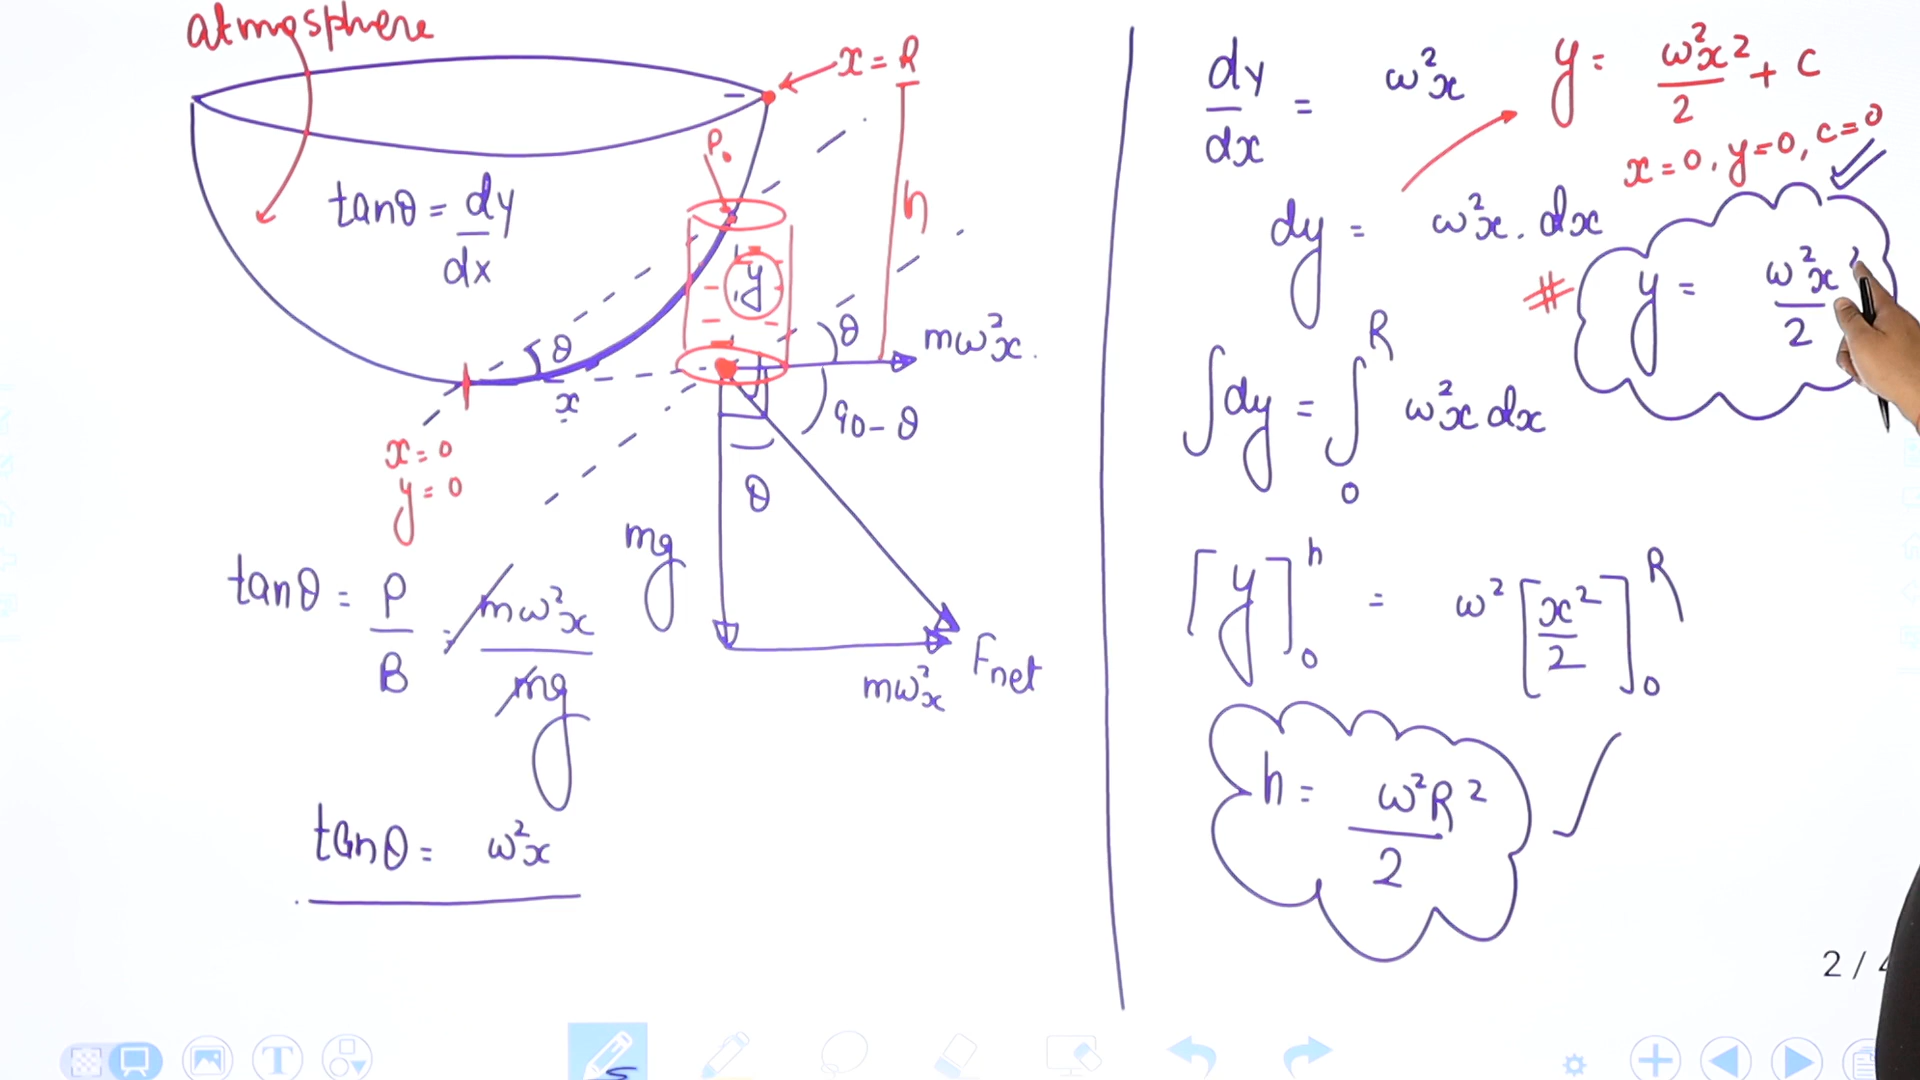 atmosphere
x = R
P₀
tanθ = dy/dx
y
h
θ
θ
mω²x
x
90-θ
x = 0
y = 0
θ
mg
tanθ = P/B = mω²x/mg
Fnet
mω²x
tanθ = ω²x
dy/dx = ω²x
y = ω²x²/2 + c
x = 0, y = 0, c = 0
dy = ω²x . dx
# y = ω²x²/2
∫dy = ∫₀ᴿ ω²x dx
[y]₀ʰ = ω² [x²/2]₀ᴿ
h = ω²R²/2
2 / 4
T